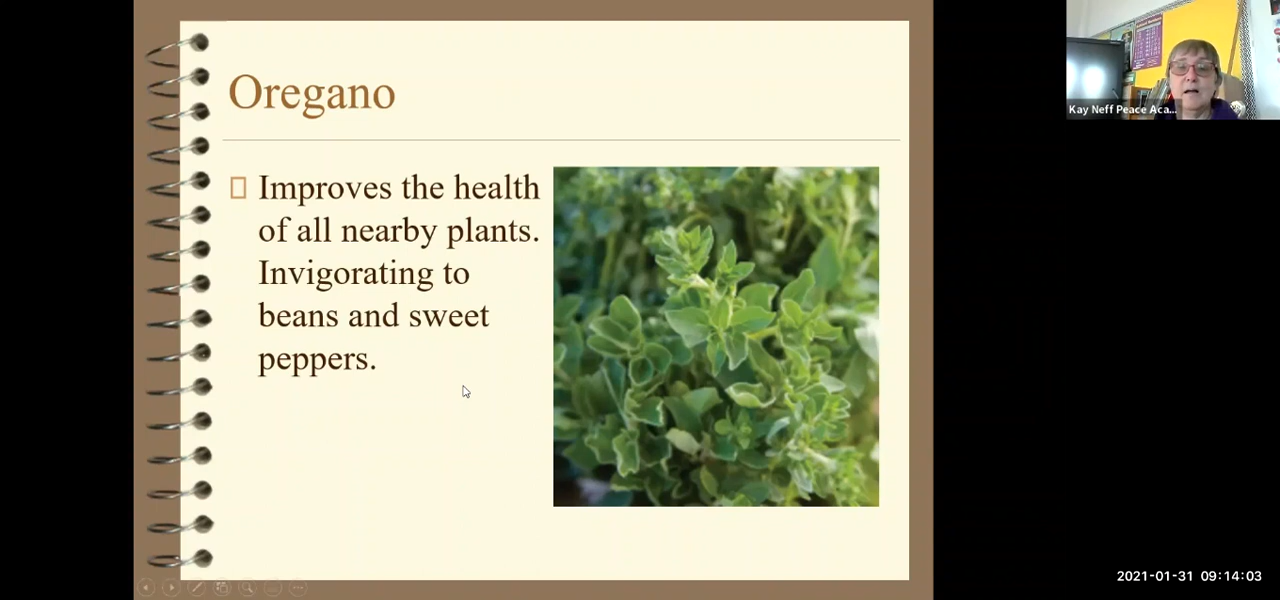 Oregano
Improves the health
of all nearby plants.
Invigorating to
beans and sweet
peppers.
Kay Neff Peace Aca...
2021-01-31 09:14:03